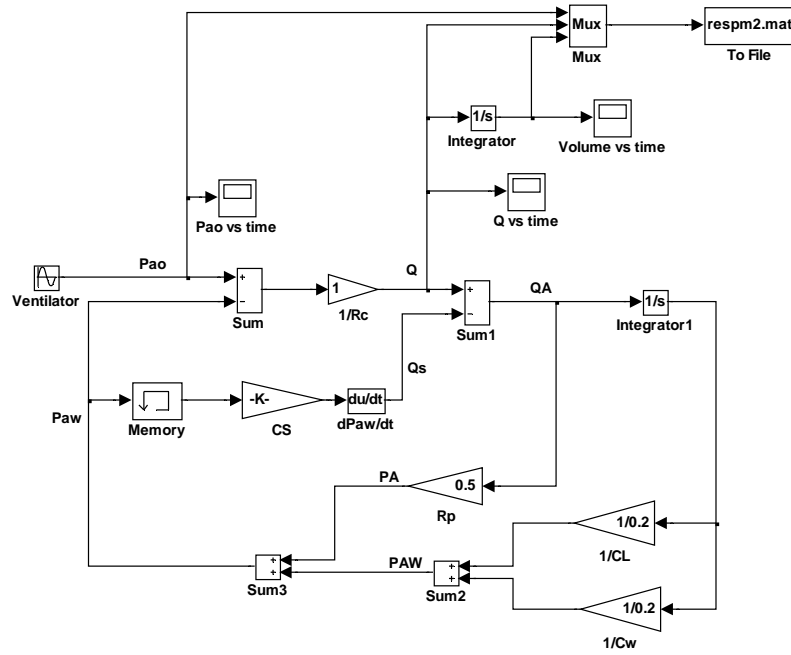 Mux
Mux
respm2.mat
To File
1/s
Integrator
Volume vs time
Pao vs time
Q vs time
Pao
Ventilator
+
−
Sum
1
1/Rc
Q
+
−
Sum1
QA
1/s
Integrator1
Qs
Paw
Memory
-K-
CS
du/dt
dPaw/dt
PA
0.5
Rp
1/0.2
1/CL
+
+
Sum3
PAW
+
+
Sum2
1/0.2
1/Cw